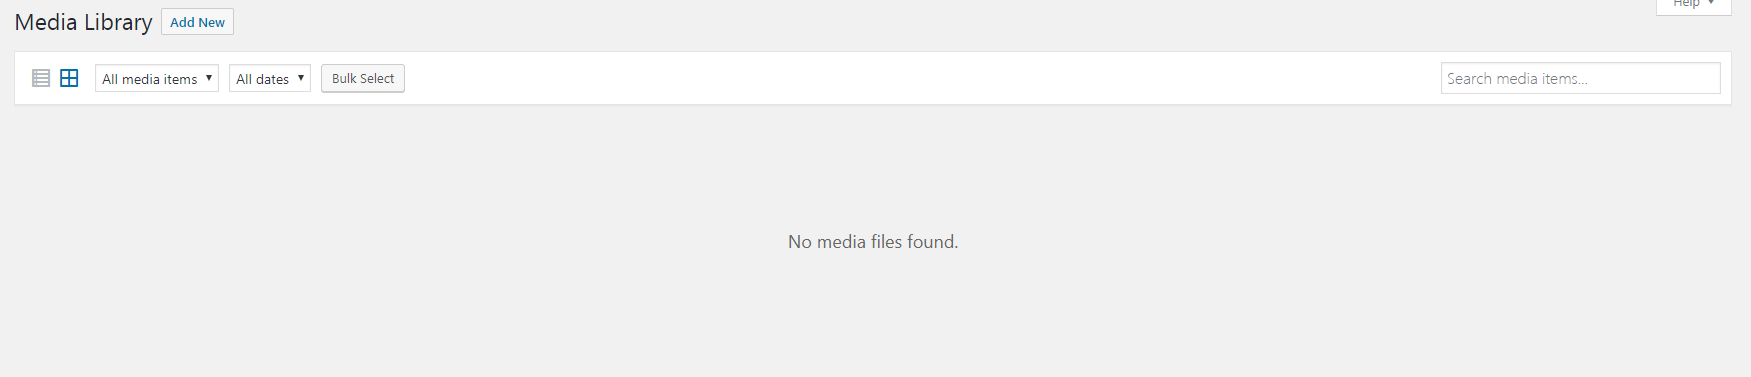 Media Library Add New
Help
All media items All dates Bulk Select Search media items...
No media files found.